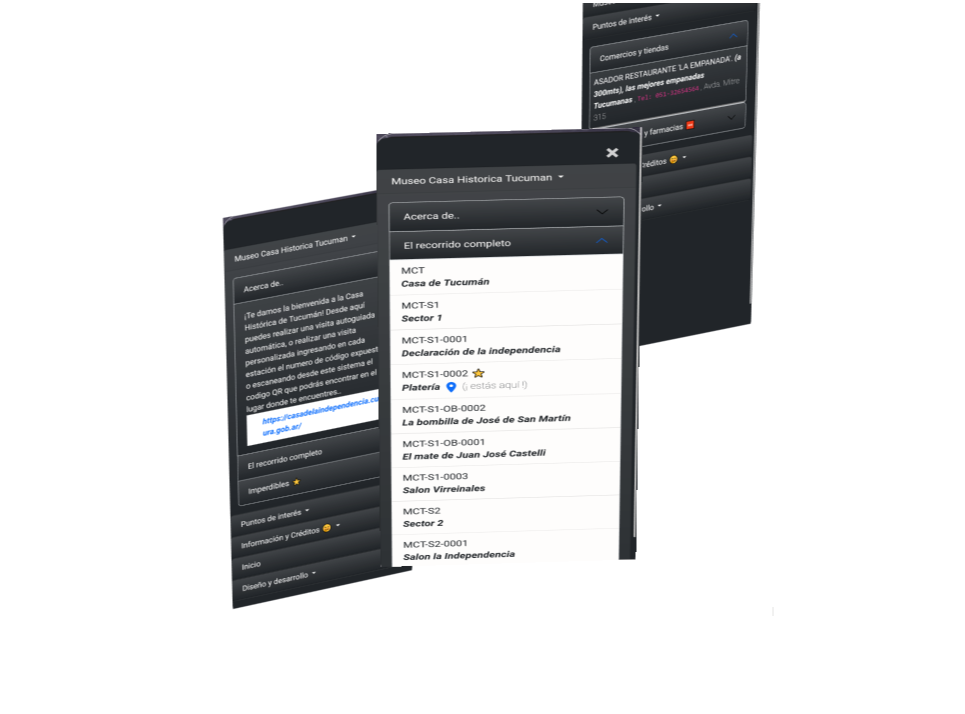 Museo Casa Historica Tucuman
Acerca de..
¡Te damos la bienvenida a la Casa
Histórica de Tucumán! Desde aquí
puedes realizar una visita autoguiada
automática, o realizar una visita
personalizada ingresando en cada
estación el numero de código expuest
o escaneando desde este sistema el
codigo QR que podrás encontrar en el
lugar donde te encuentres..
https://casadelaindependencia.cu
ura.gob.ar/
El recorrido completo
Imperdibles
Puntos de interés
Información y Créditos
Inicio
Diseño y desarrollo
Museo Casa Historica Tucuman
Acerca de..
El recorrido completo
MCT
Casa de Tucumán
MCT-S1
Sector 1
MCT-S1-0001
Declaración de la independencia
MCT-S1-0002
Platería (¡ estás aquí !)
MCT-S1-OB-0002
La bombilla de José de San Martín
MCT-S1-OB-0001
El mate de Juan José Castelli
MCT-S1-0003
Salon Virreinales
MCT-S2
Sector 2
MCT-S2-0001
Salon la Independencia
Puntos de interés
Comercios y tiendas
ASADOR RESTAURANTE 'LA EMPANADA'. (a
300mts), las mejores empanadas
Tucumanas . Tel: Avda. Mitre
315
y farmacias
réditos
ollo